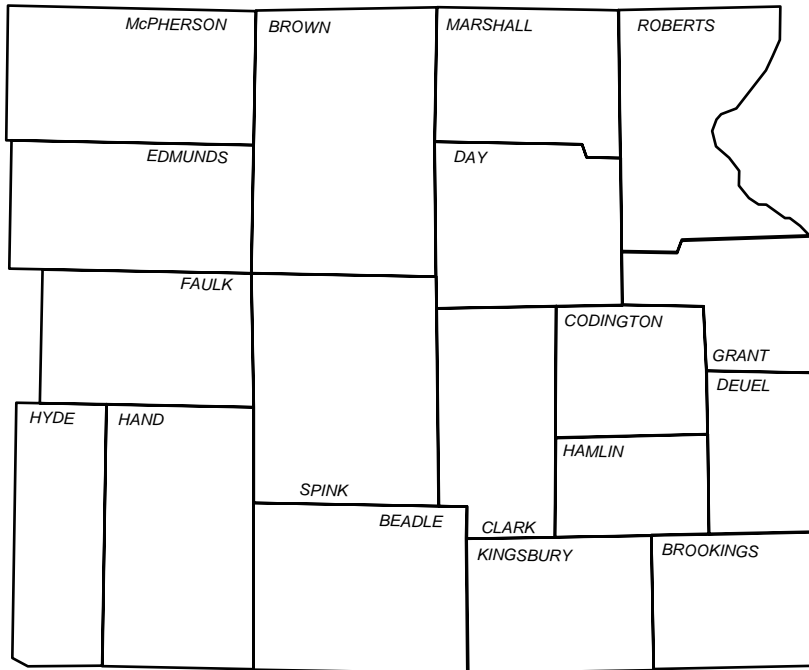 McPHERSON
BROWN
MARSHALL
ROBERTS
EDMUNDS
DAY
FAULK
CODINGTON
GRANT
DEUEL
HYDE
HAND
HAMLIN
SPINK
BEADLE
CLARK
KINGSBURY
BROOKINGS